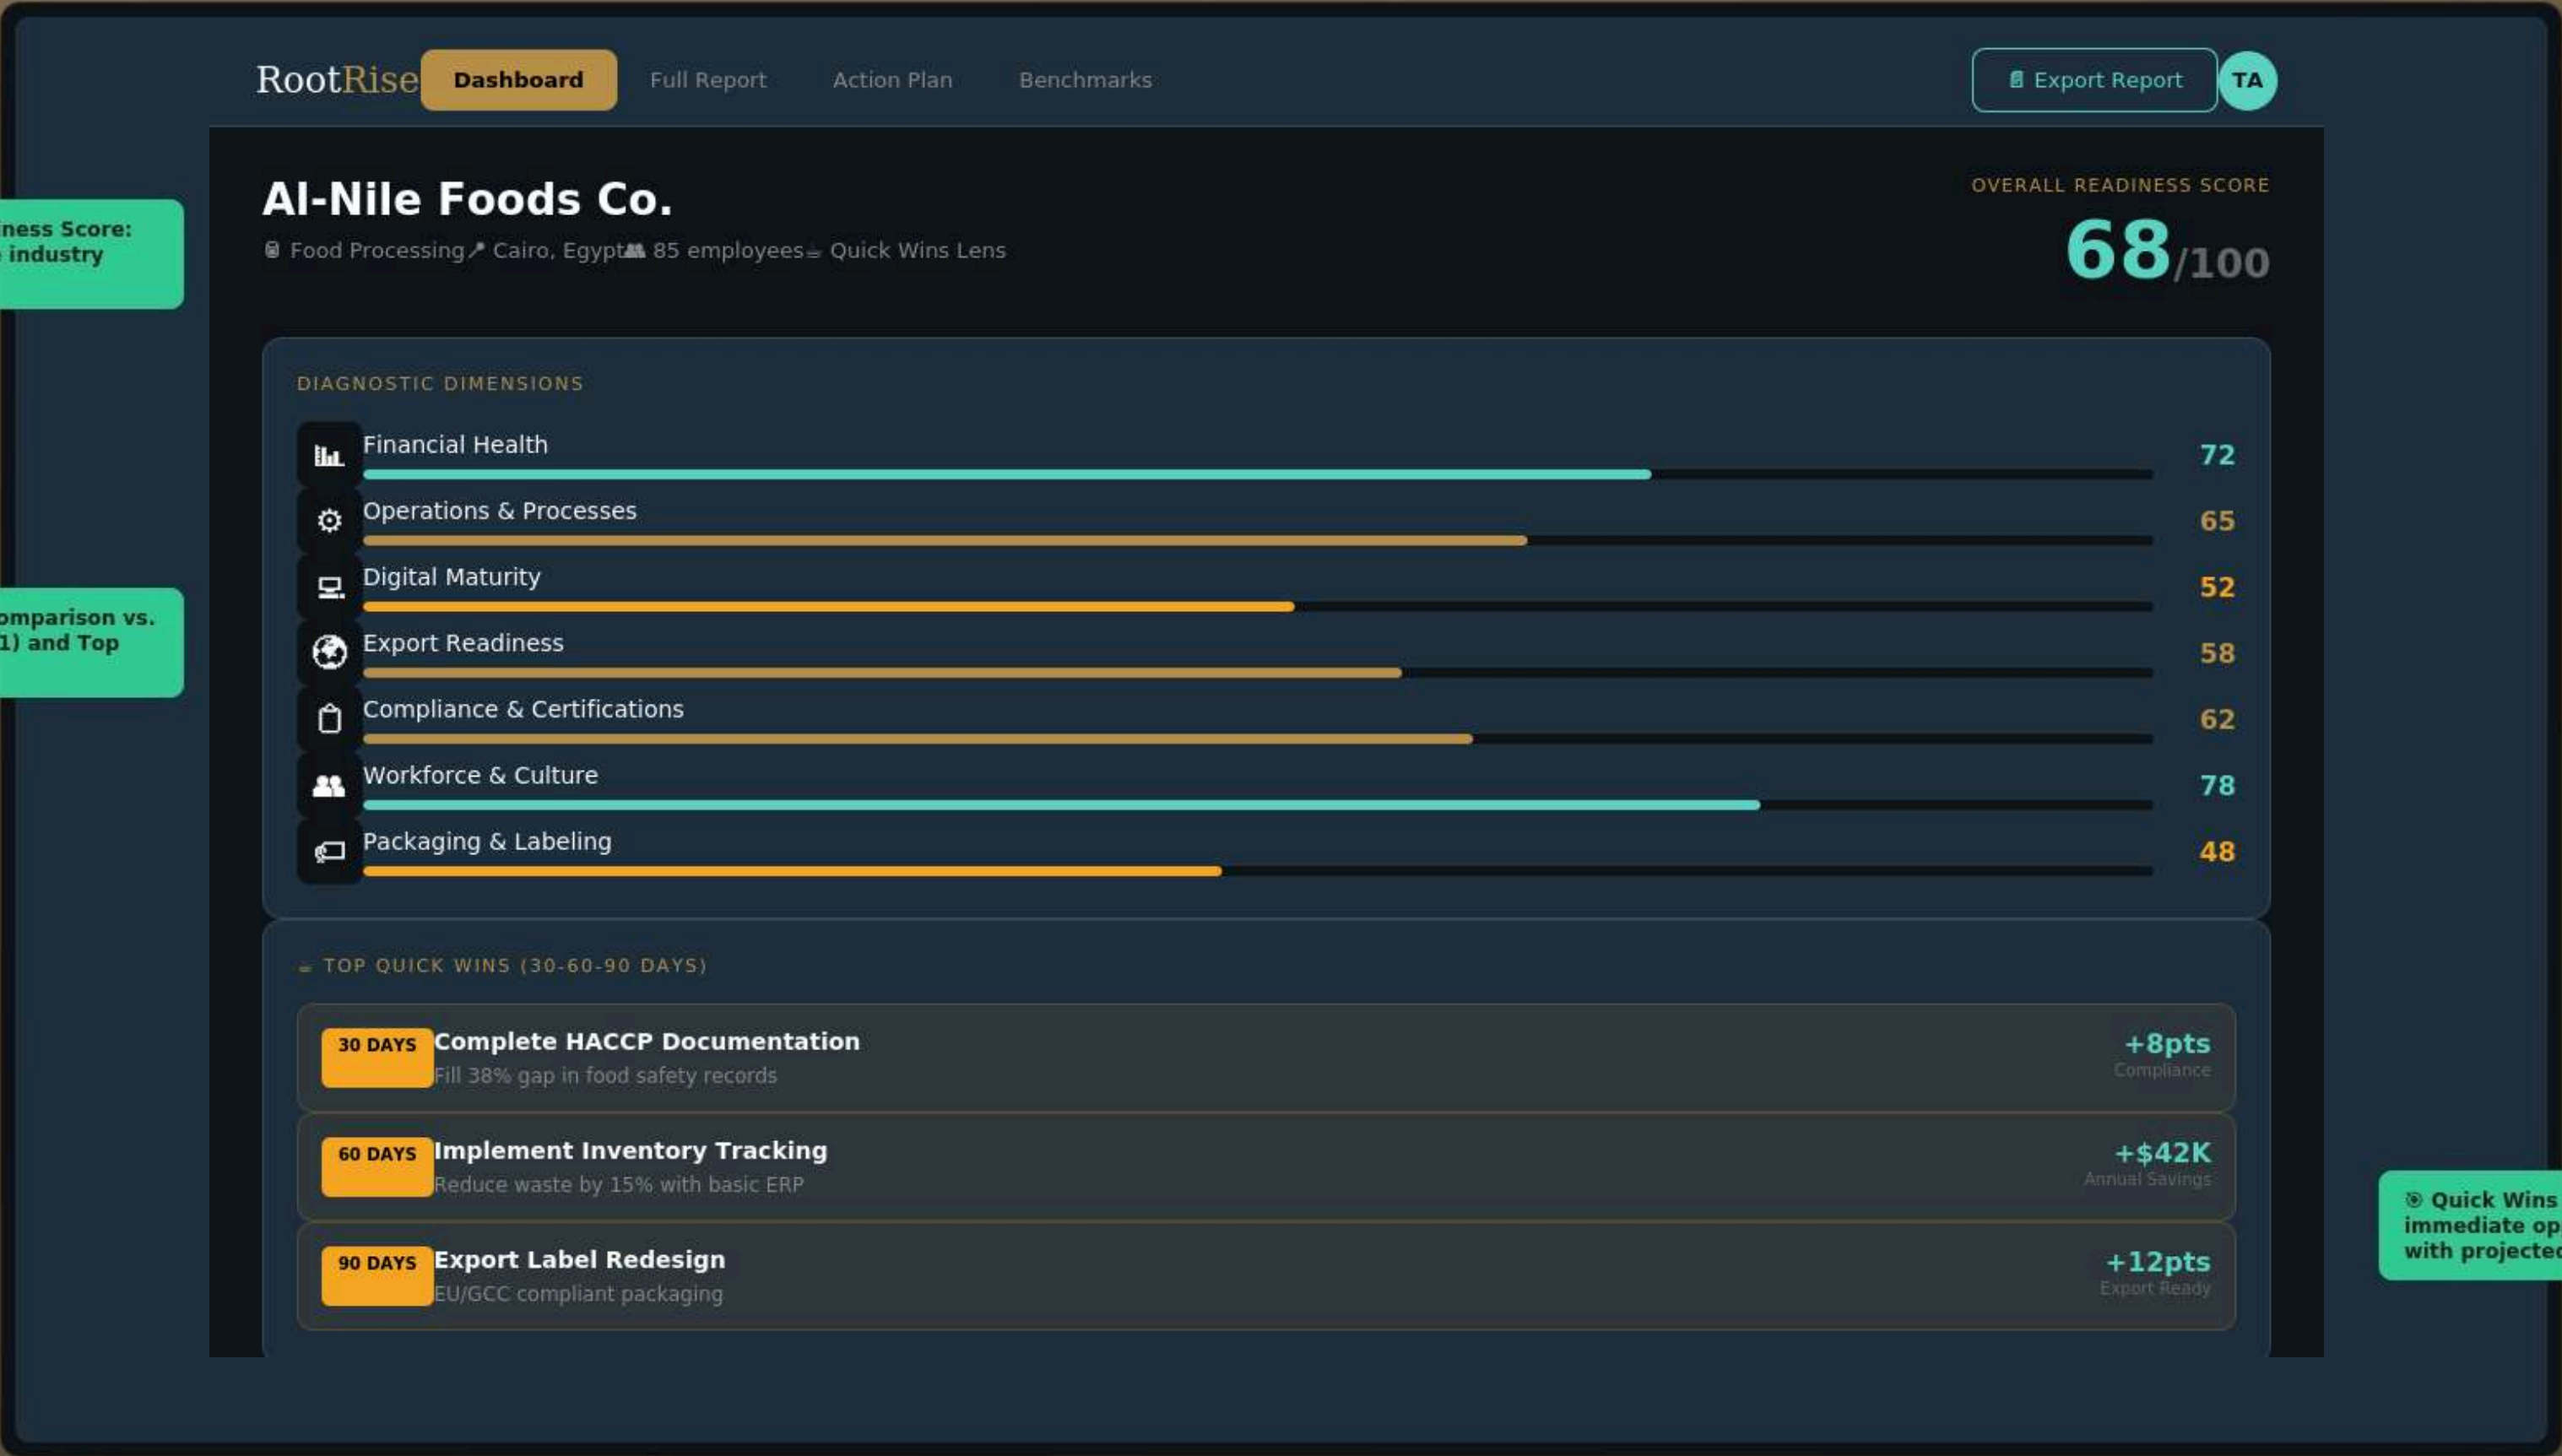 RootRise Dashboard Full Report Action Plan Benchmarks Export Report TA
Al-Nile Foods Co.
Food Processing Cairo, Egypt 85 employees Quick Wins Lens
OVERALL READINESS SCORE
68/100
ness Score:
industry
DIAGNOSTIC DIMENSIONS
Financial Health 72
Operations & Processes 65
Digital Maturity 52
Export Readiness 58
Compliance & Certifications 62
Workforce & Culture 78
Packaging & Labeling 48
omparison vs.
1) and Top
TOP QUICK WINS (30-60-90 DAYS)
30 DAYS Complete HACCP Documentation +8pts
Fill 38% gap in food safety records Compliance
60 DAYS Implement Inventory Tracking +$42K
Reduce waste by 15% with basic ERP Annual Savings
90 DAYS Export Label Redesign +12pts
EU/GCC compliant packaging Export Ready
Quick Wins
immediate op
with projected